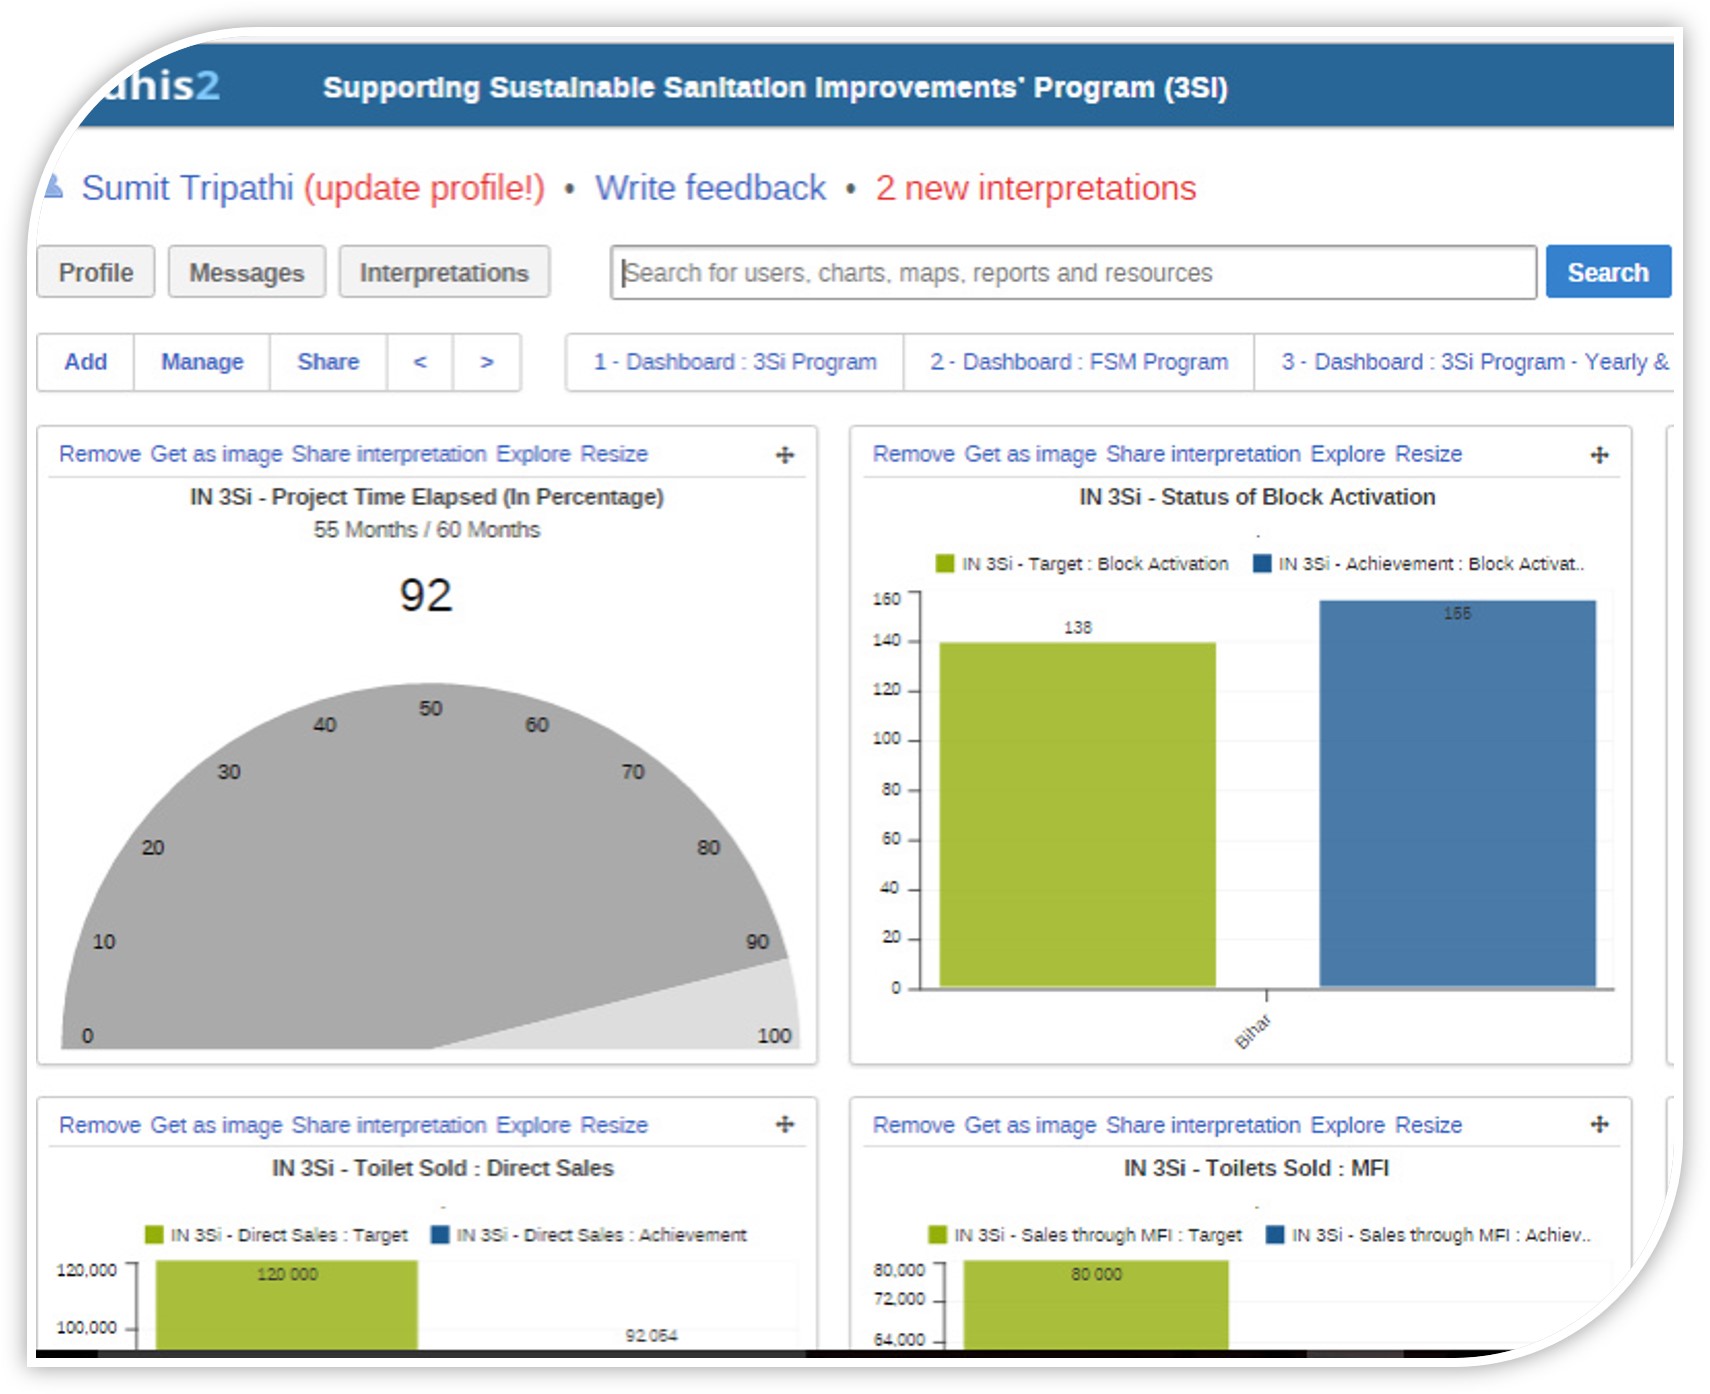 dhis2 Supporting Sustainable Sanitation Improvements' Program (3SI)
Sumit Tripathi (update profile!) • Write feedback • 2 new interpretations
Profile Messages Interpretations Search for users, charts, maps, reports and resources Search
Add Manage Share < > 1 - Dashboard : 3Si Program 2 - Dashboard : FSM Program 3 - Dashboard : 3Si Program - Yearly &
Remove Get as image Share interpretation Explore Resize
IN 3Si - Project Time Elapsed (In Percentage)
55 Months / 60 Months
92
0 10 20 30 40 50 60 70 80 90 100
Remove Get as image Share interpretation Explore Resize
IN 3Si - Status of Block Activation
.
IN 3Si - Target : Block Activation IN 3Si - Achievement : Block Activat..
160
140
120
100
80
60
40
20
0
138
Bihar
Remove Get as image Share interpretation Explore Resize
IN 3Si - Toilet Sold : Direct Sales
-
IN 3Si - Direct Sales : Target IN 3Si - Direct Sales : Achievement
120,000
100,000
120 000
92 054
Remove Get as image Share interpretation Explore Resize
IN 3Si - Toilets Sold : MFI
-
IN 3Si - Sales through MFI : Target IN 3Si - Sales through MFI : Achiev..
80,000
72,000
64,000
80 000